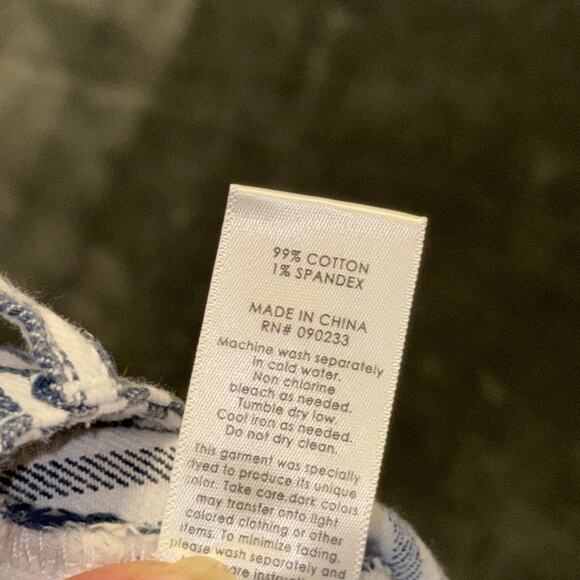 99% COTTON
1% SPANDEX
MADE IN CHINA
RN# 090233
Machine wash separately
in cold water.
Non chlorine
bleach as needed.
Tumble dry low.
Cool iron as needed.
Do not dry clean.
This garment was specially
dyed to produce its unique
color. Take care.dark colors
may transfer onto light
colored clothing or other
items. To minimize fading,
please wash separately and
care